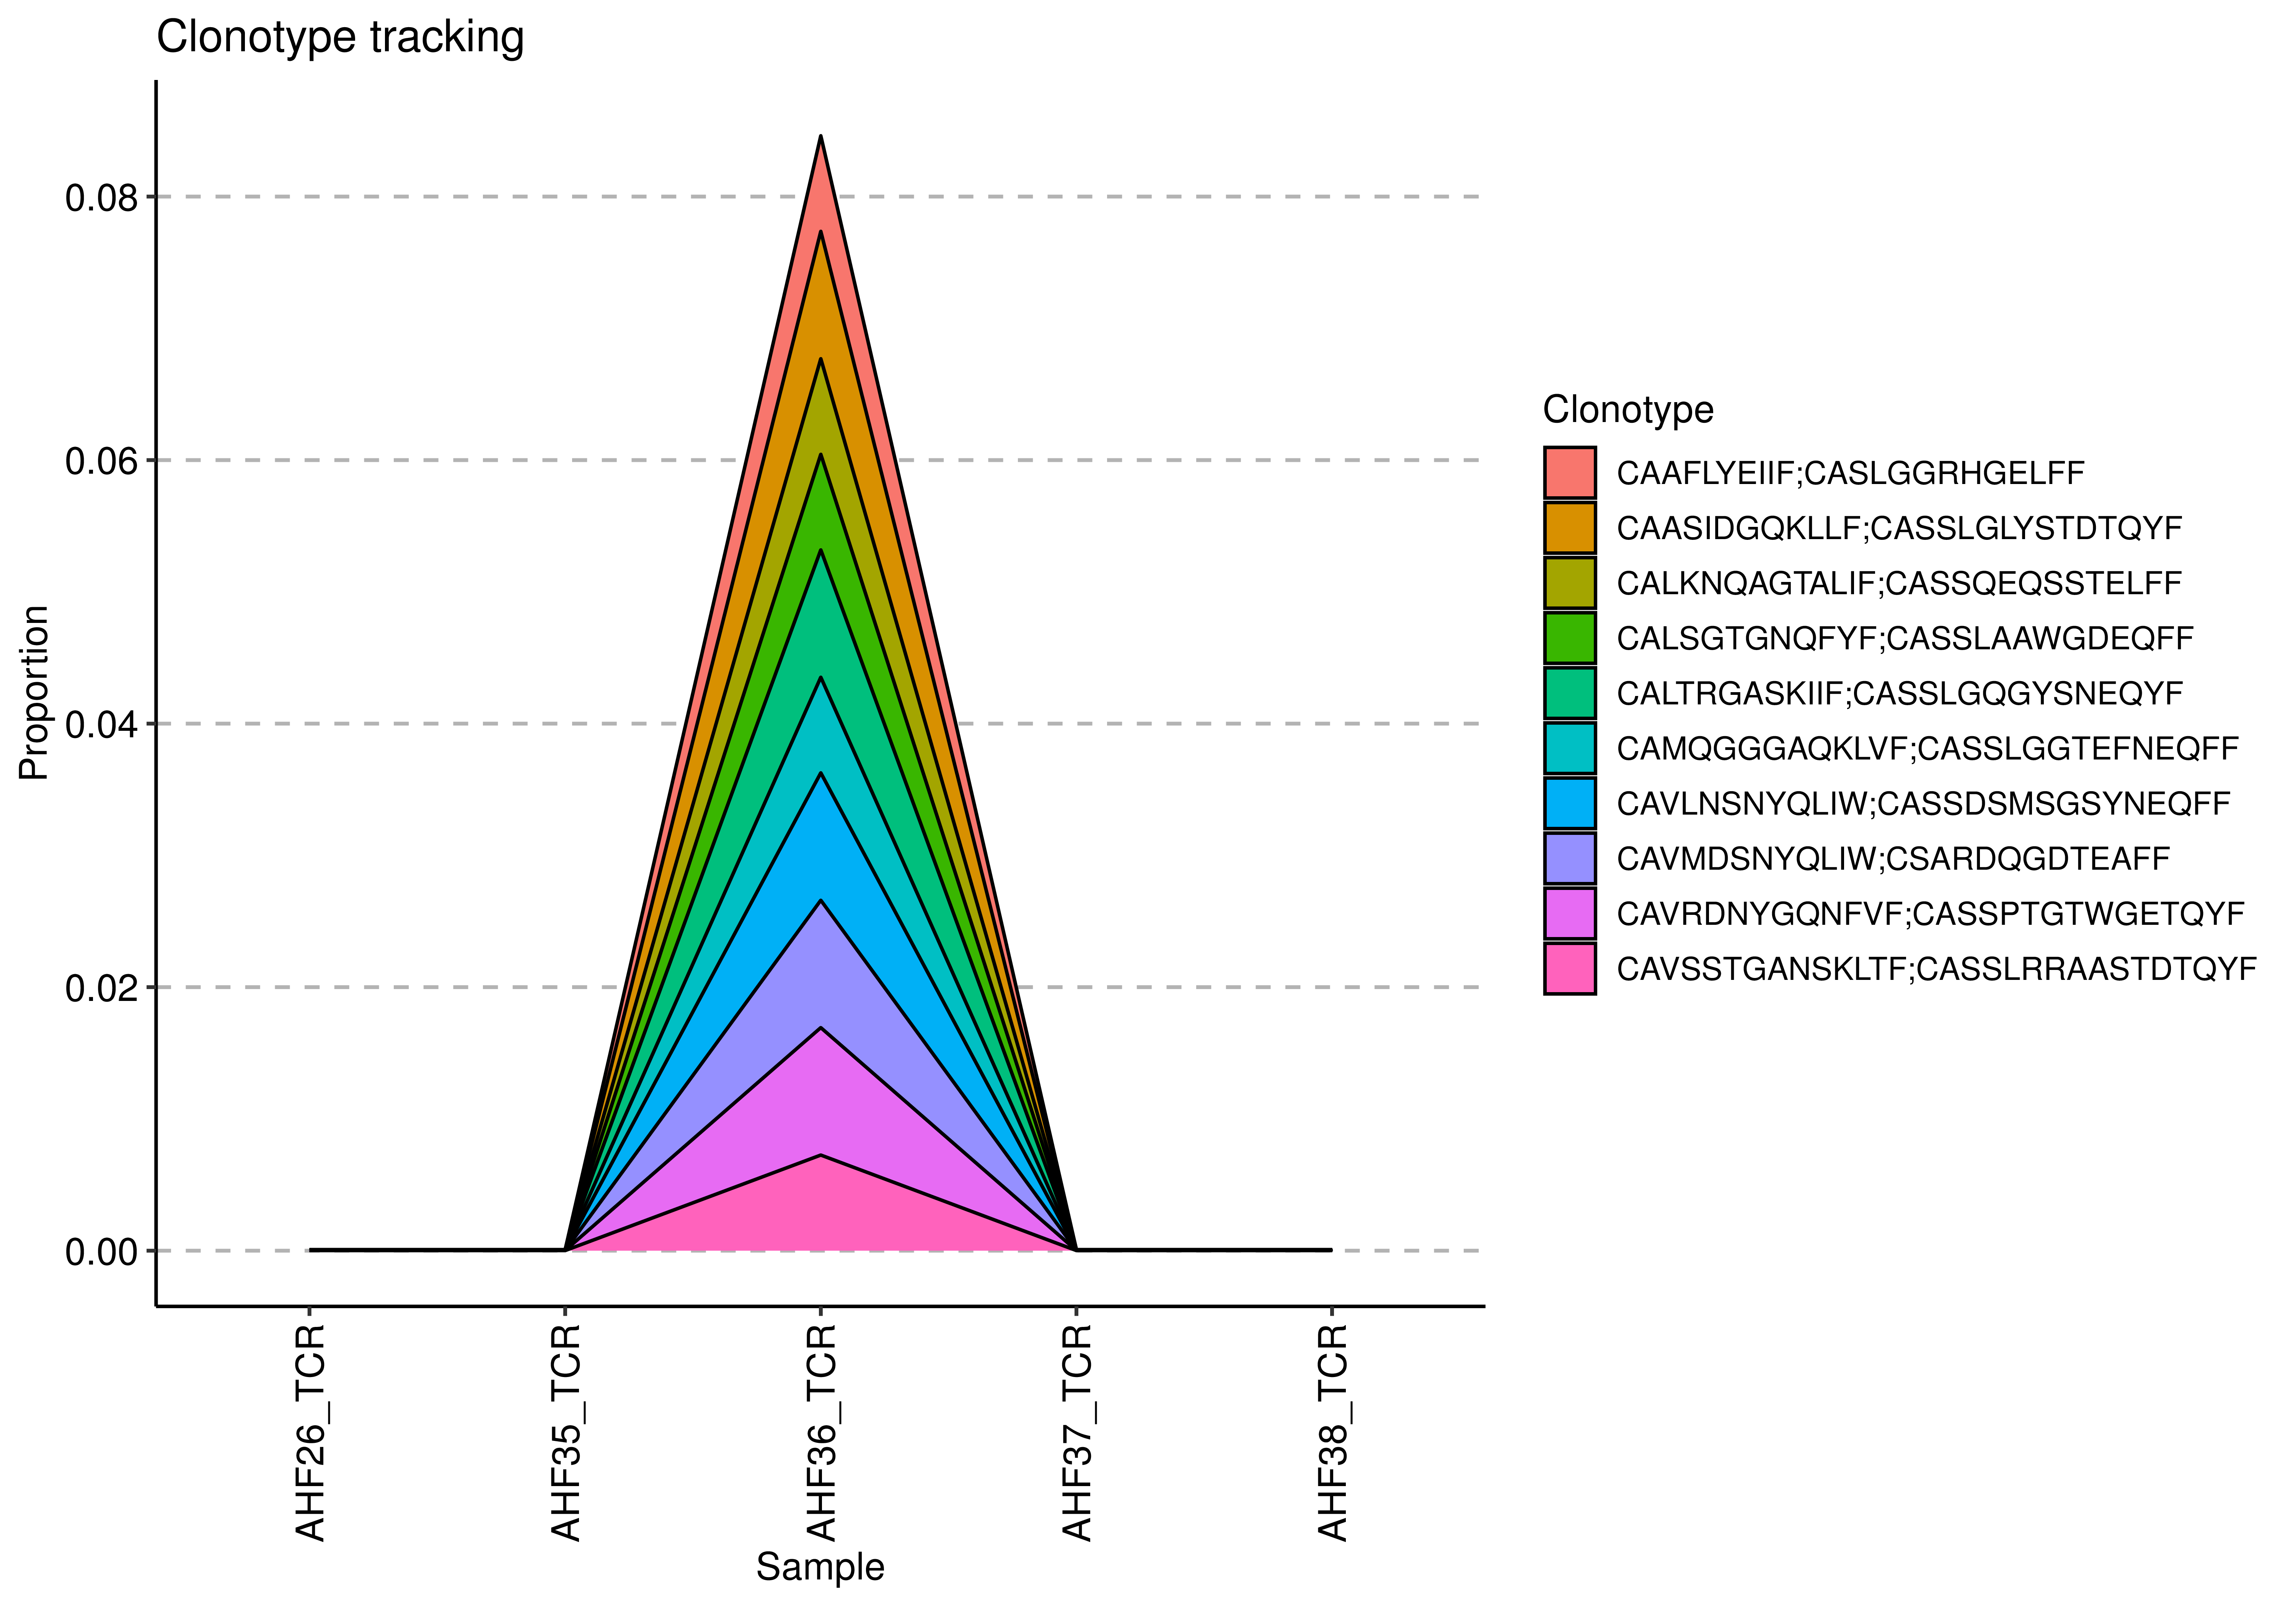 Clonotype tracking
Proportion
0.08
0.06
0.04
0.02
0.00
AHF26_TCR
AHF35_TCR
AHF36_TCR
AHF37_TCR
AHF38_TCR
Sample
Clonotype
CAAFLYEIIF;CASLGGRHGELFF
CAASIDGQKLLF;CASSLGLYSTDTQYF
CALKNQAGTALIF;CASSQEQSSTELFF
CALSGTGNQFYF;CASSLAAWGDEQFF
CALTRGASKIIF;CASSLGQGYSNEQYF
CAMQGGGAQKLVF;CASSLGGTEFNEQFF
CAVLNSNYQLIW;CASSDSMSGSYNEQFF
CAVMDSNYQLIW;CSARDQGDTEAFF
CAVRDNYGQNFVF;CASSPTGTWGETQYF
CAVSSTGANSKLTF;CASSLRRAASTDTQYF